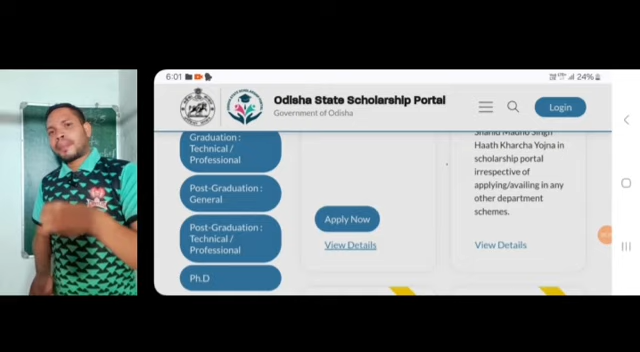 6:01
24%
Odisha State Scholarship Portal
Government of Odisha
Login
Graduation :
Technical /
Professional
Post-Graduation :
General
Post-Graduation :
Technical /
Professional
Ph.D
Apply Now
View Details
Shahid Madho Singh
Haath Kharcha Yojna in
scholarship portal
irrespective of
applying/availing in any
other department
schemes.
View Details